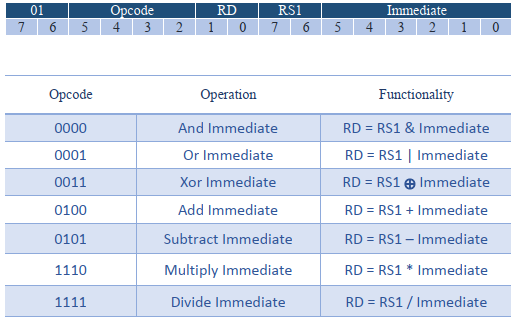 01 Opcode RD RS1 Immediate
7 6 5 4 3 2 1 0 7 6 5 4 3 2 1 0
Opcode Operation Functionality
0000 And Immediate RD = RS1 & Immediate
0001 Or Immediate RD = RS1 | Immediate
0011 Xor Immediate RD = RS1 ⊕ Immediate
0100 Add Immediate RD = RS1 + Immediate
0101 Subtract Immediate RD = RS1 – Immediate
1110 Multiply Immediate RD = RS1 * Immediate
1111 Divide Immediate RD = RS1 / Immediate